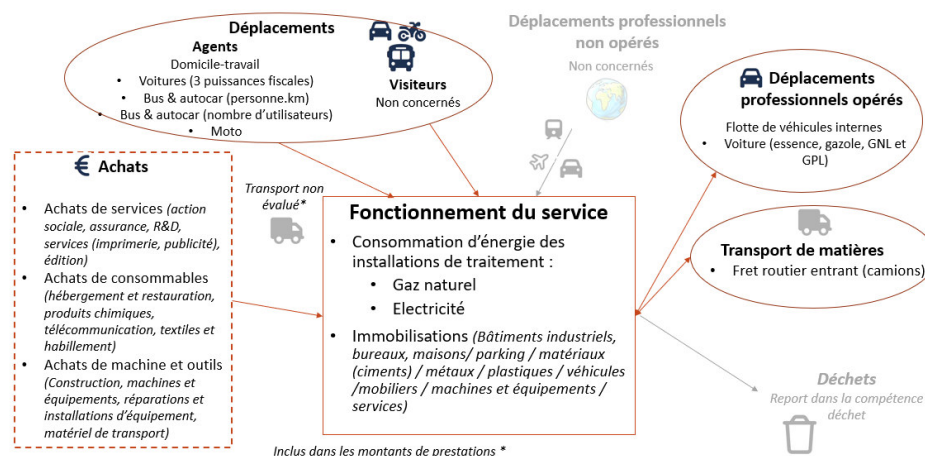 Déplacements
Agents
Domicile-travail
• Voitures (3 puissances fiscales)
• Bus & autocar (personne.km)
• Bus & autocar (nombre d'utilisateurs)
• Moto
Visiteurs
Non concernés
Déplacements professionnels
non opérés
Non concernés
Déplacements
professionnels opérés
Flotte de véhicules internes
• Voiture (essence, gazole, GNL et
GPL)
€ Achats
• Achats de services (action
sociale, assurance, R&D,
services (imprimerie, publicité),
édition)
• Achats de consommables
(hébergement et restauration,
produits chimiques,
télécommunication, textiles et
habillement)
• Achats de machine et outils
(Construction, machines et
équipements, réparations et
installations d'équipement,
matériel de transport)
Transport non
évalué*
Fonctionnement du service
• Consommation d'énergie des
installations de traitement :
• Gaz naturel
• Electricité
• Immobilisations (Bâtiments industriels,
bureaux, maisons/ parking / matériaux
(ciments) / métaux / plastiques / véhicules
/mobiliers / machines et équipements /
services)
Transport de matières
• Fret routier entrant (camions)
Déchets
Report dans la compétence
déchet
Inclus dans les montants de prestations *